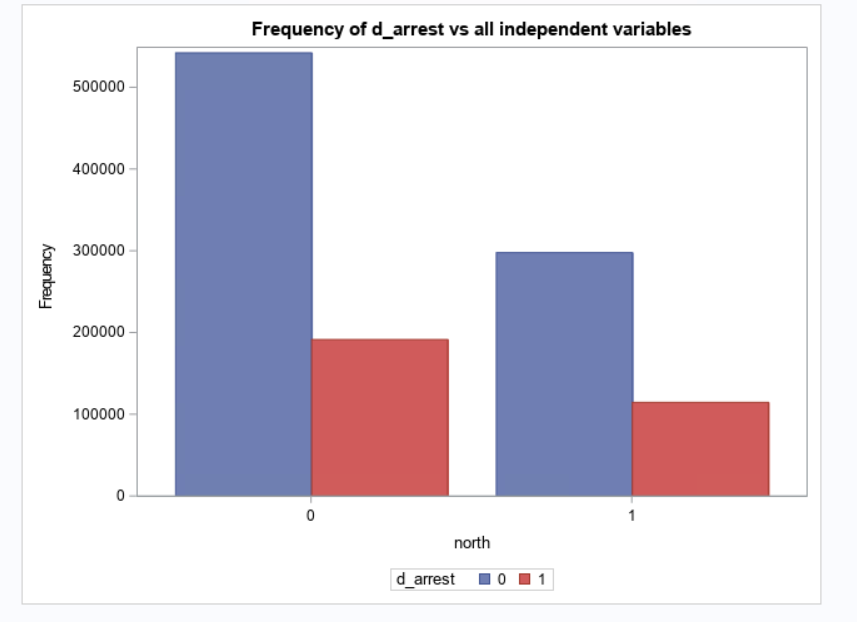 Frequency of d_arrest vs all independent variables
500000
400000
300000
200000
100000
0
Frequency
0 1
north
d_arrest 0 1